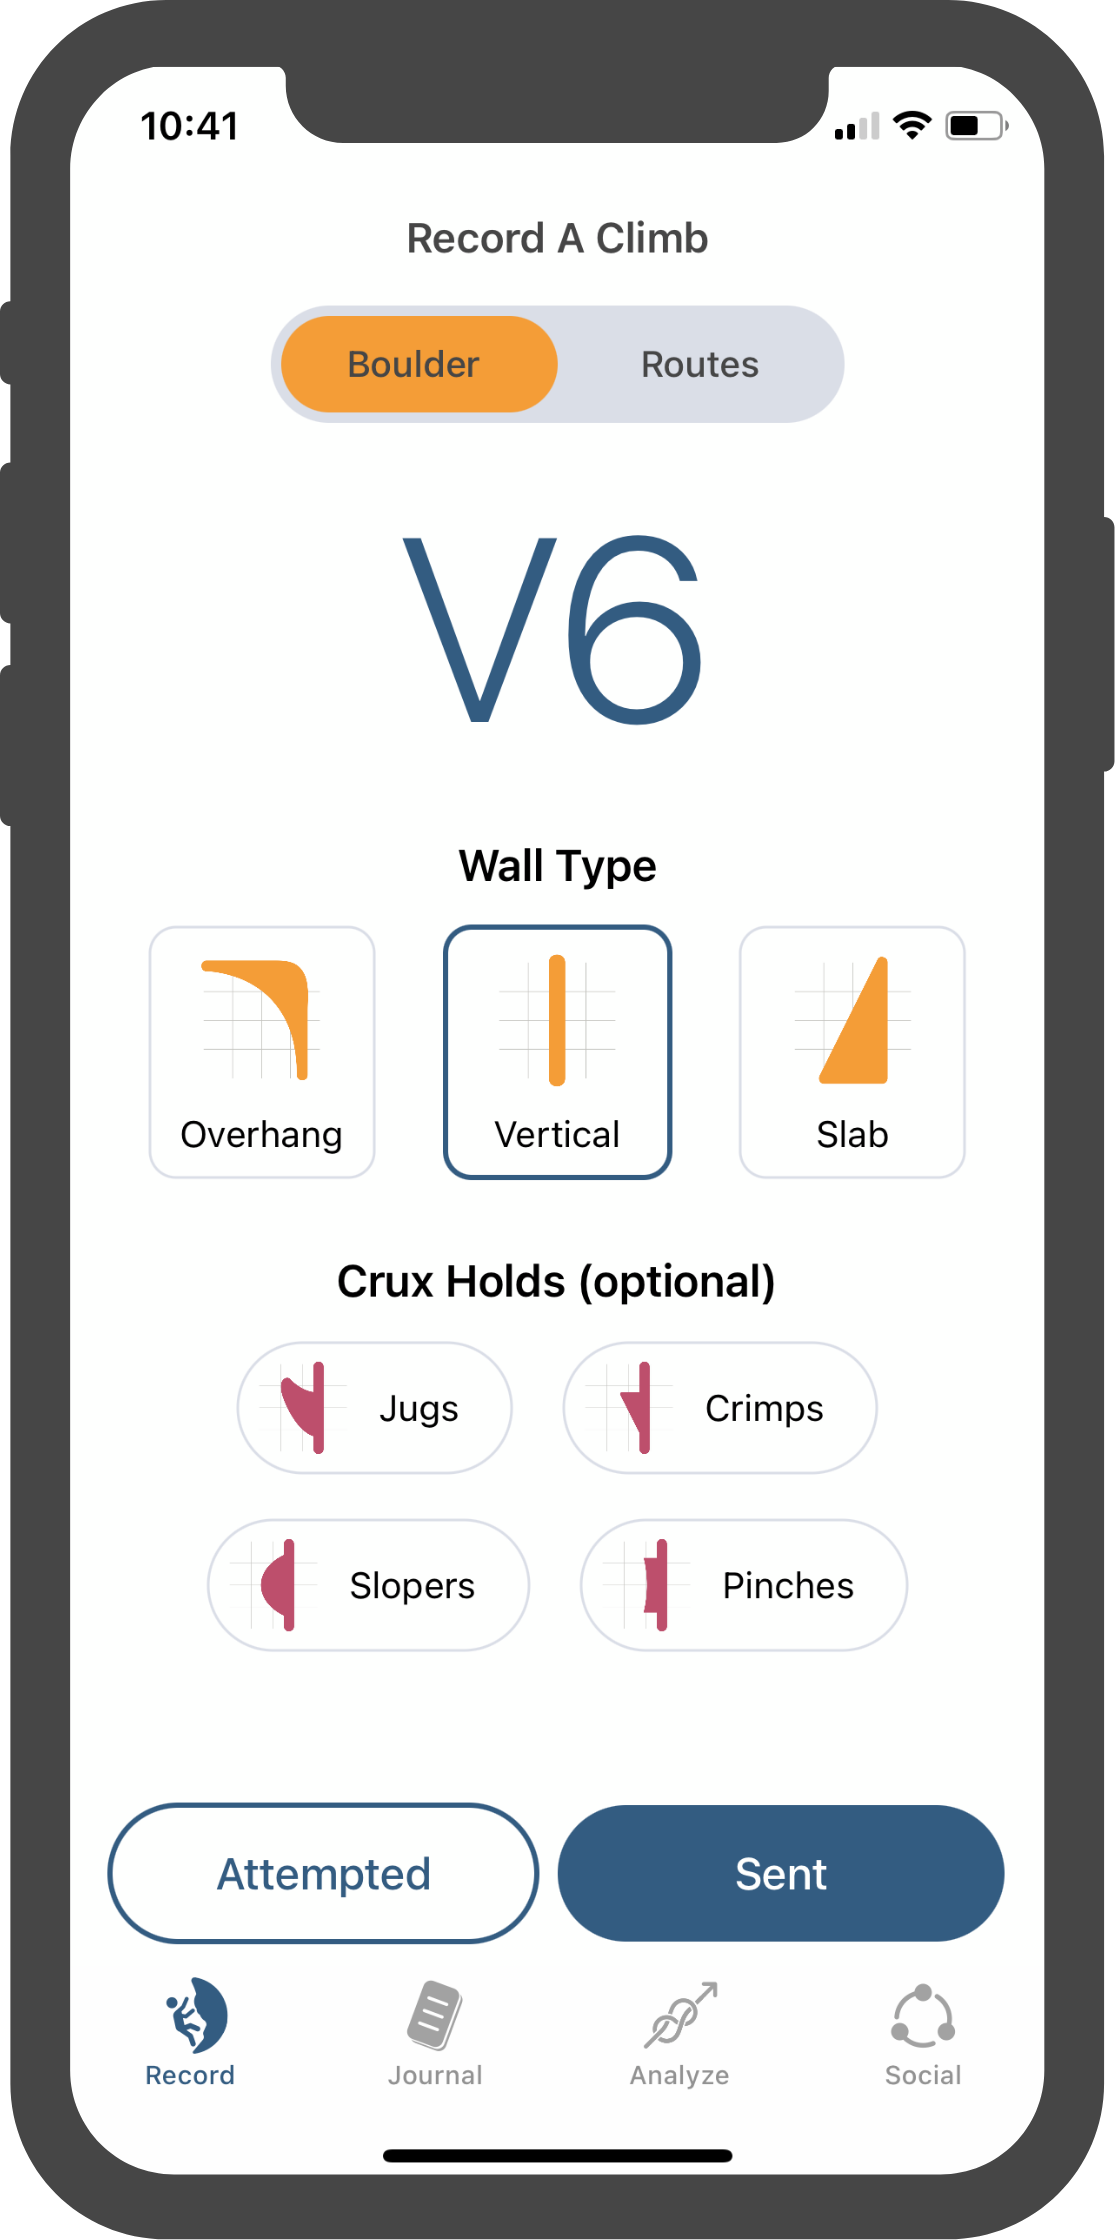 10:41
Record A Climb
Boulder Routes
V6
Wall Type
Overhang Vertical Slab
Crux Holds (optional)
Jugs Crimps
Slopers Pinches
Attempted Sent
Record Journal Analyze Social